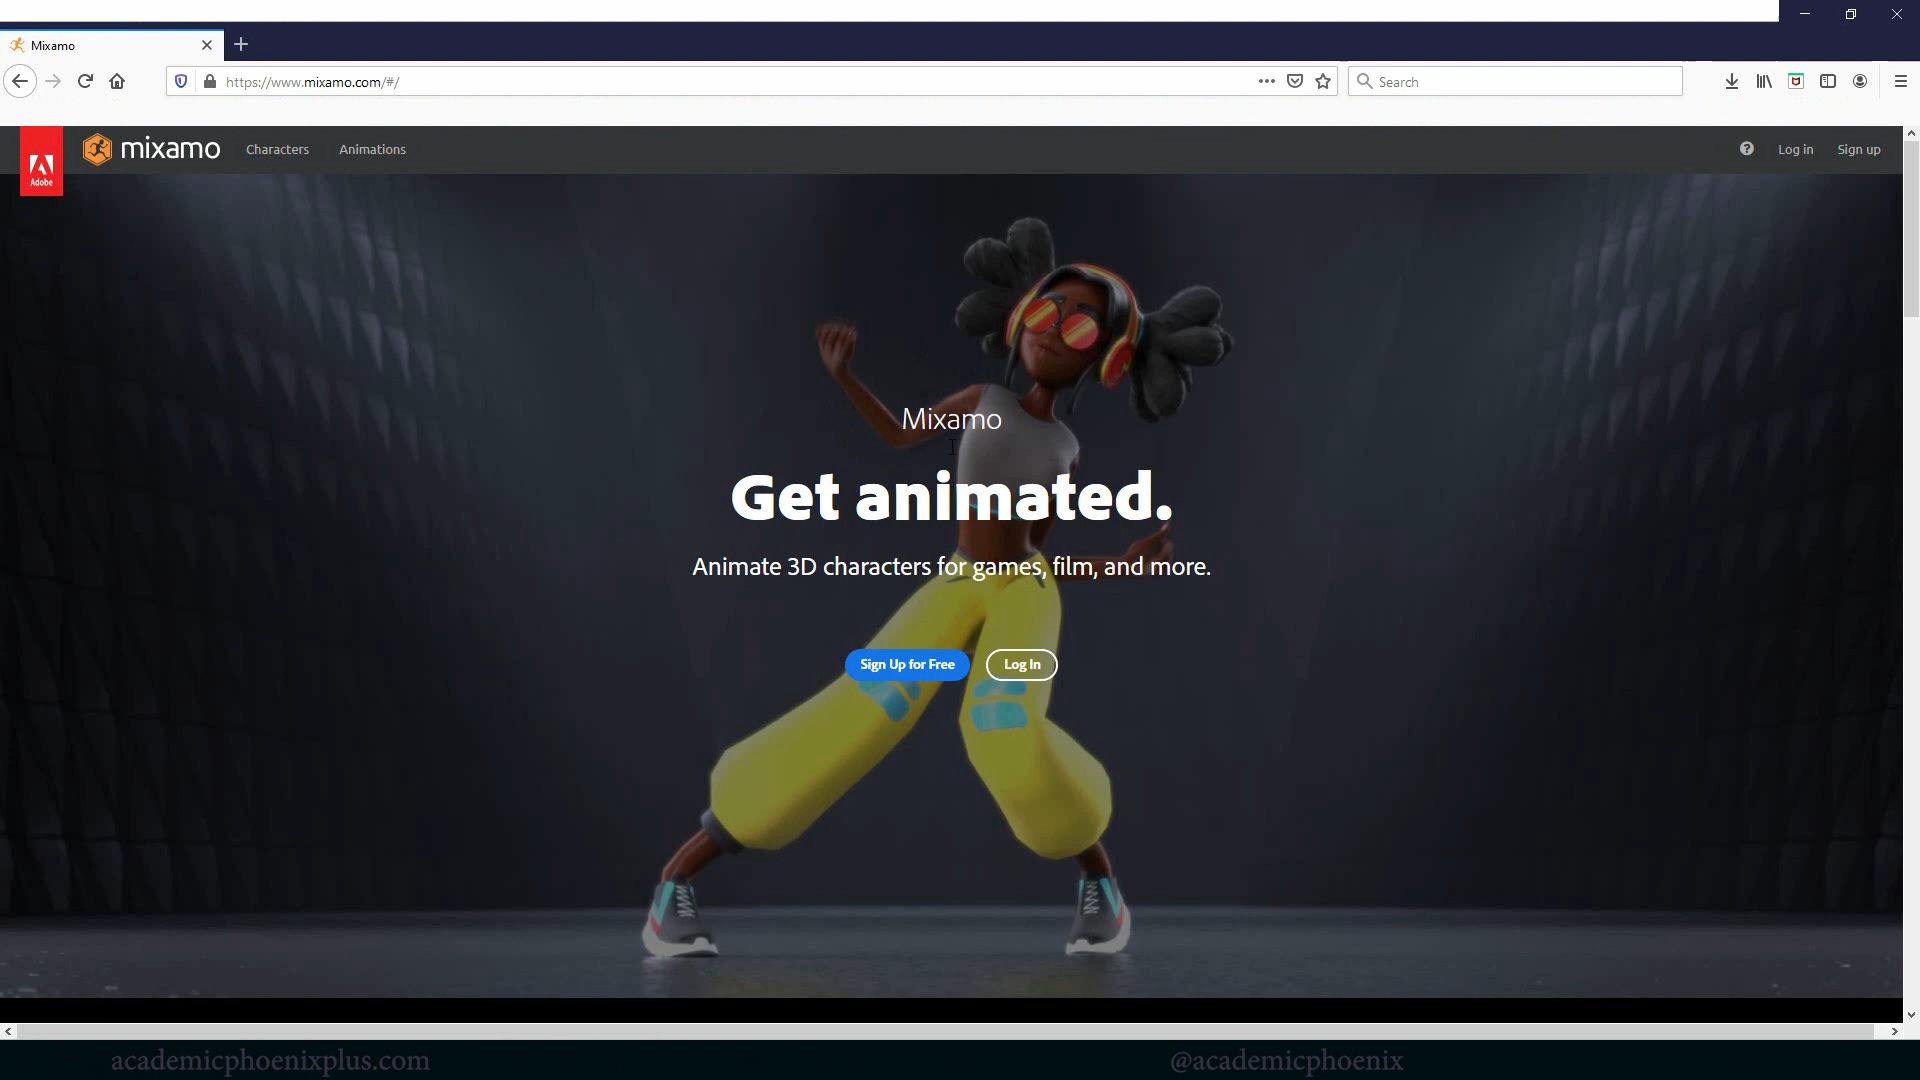 Mixamo
https://www.mixamo.com/#/
Search
Adobe
mixamo
Characters
Animations
Log in
Sign up
Mixamo
Get animated.
Animate 3D characters for games, film, and more.
Sign Up for Free
Log In
academicphoenixplus.com
@academicphoenix